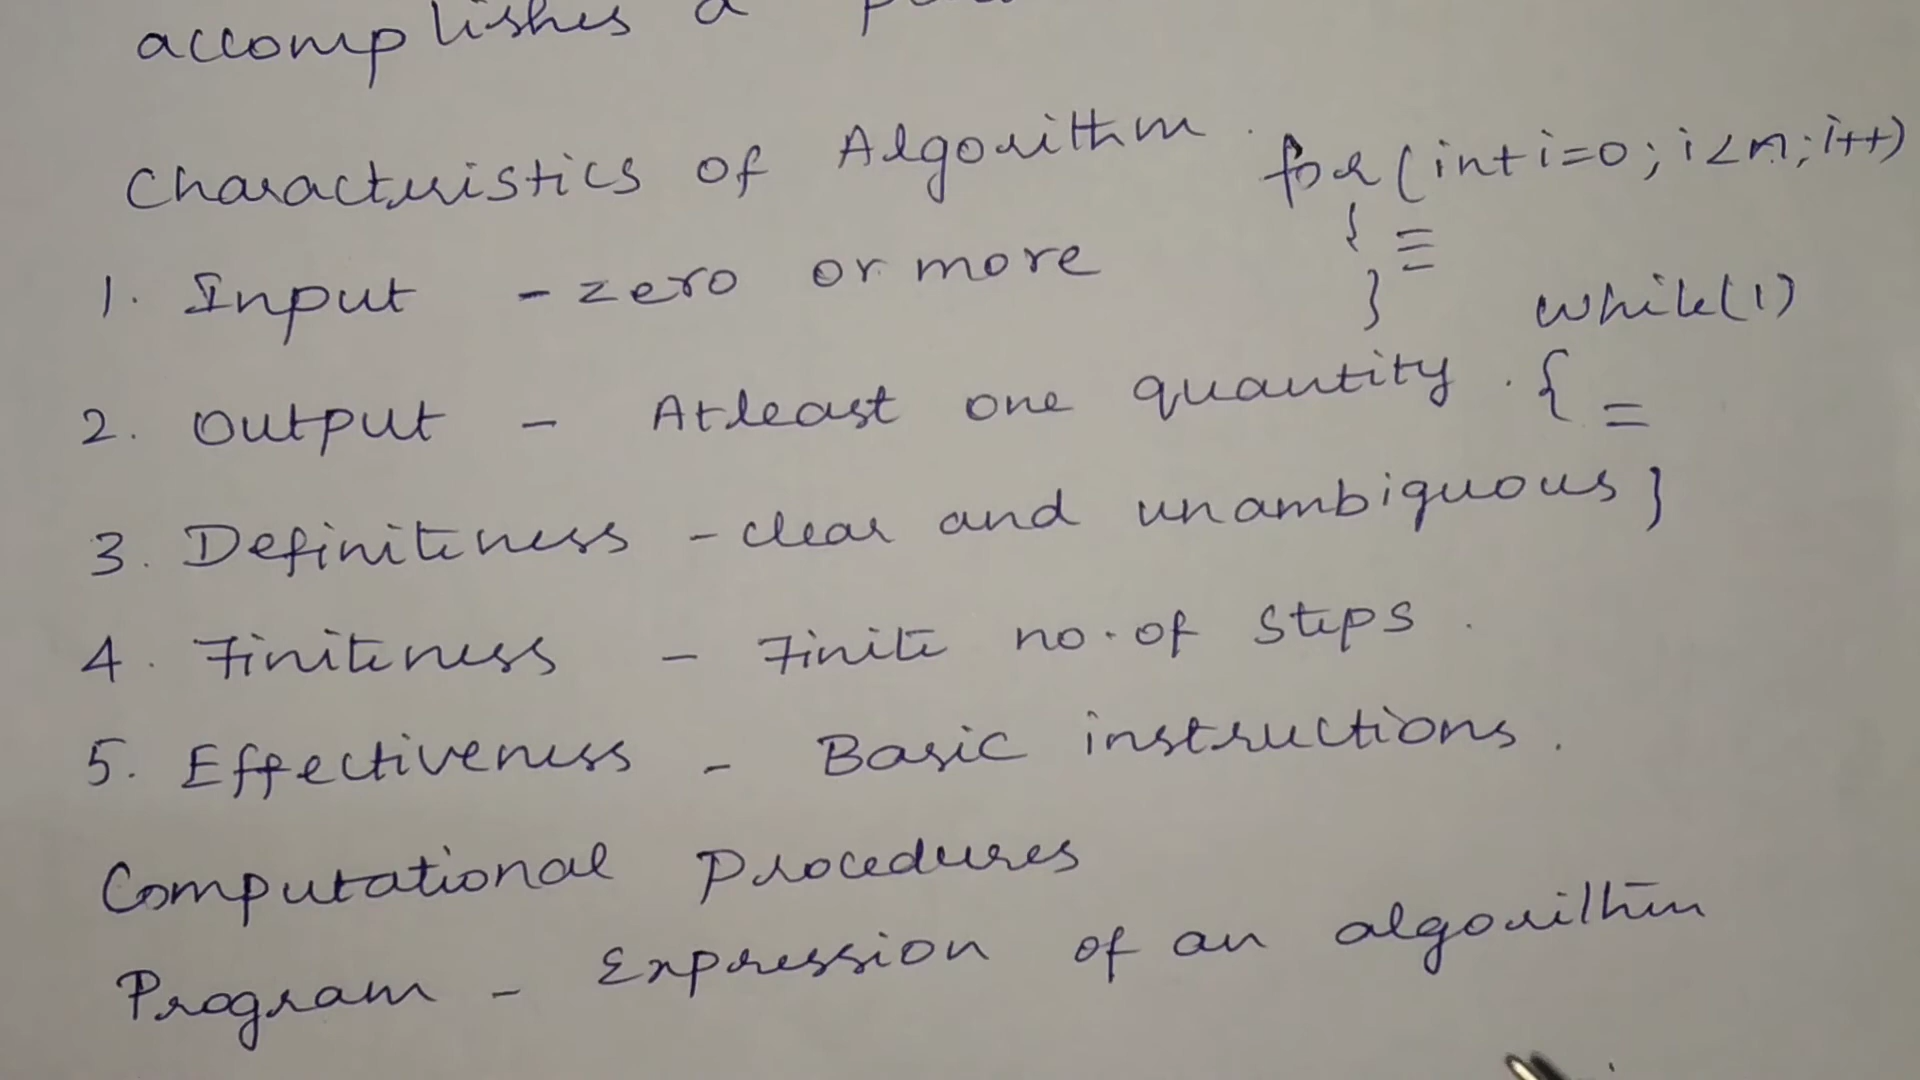 accomplishes a
Characteristics of Algorithm.
for(int i=0; i<n; i++)
{
}
1. Input - zero or more
while(1)
2. Output - Atleast one quantity.
{
3. Definiteness - clear and unambiguous
}
4. Finiteness - Finite no. of steps.
5. Effectiveness - Basic instructions.
Computational Procedures
Program - Expression of an algorithm